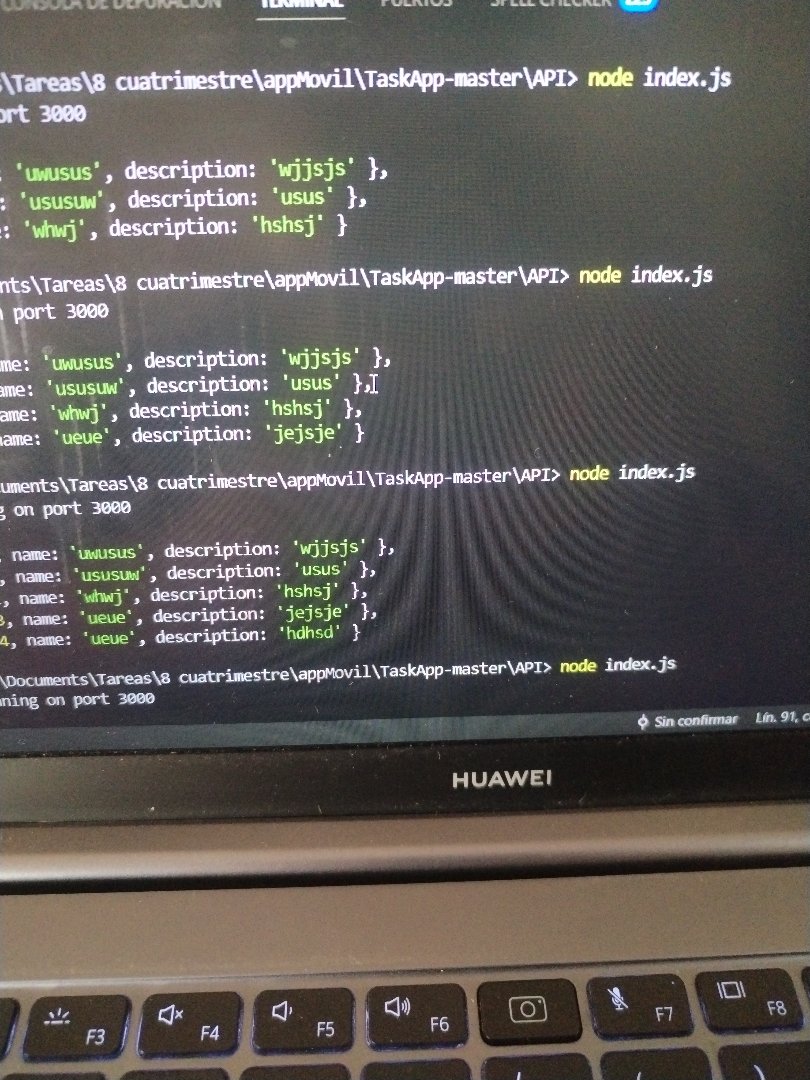 CONSOLA DE DEPURACIÓN TERMINAL PUERTOS SPELL CHECKER
\Tareas\8 cuatrimestre\appMovil\TaskApp-master\API> node index.js
ort 3000
'uwusus', description: 'wjjsjs' },
: 'ususuw', description: 'usus' },
e: 'whwj', description: 'hshsj' }
nts\Tareas\8 cuatrimestre\appMovil\TaskApp-master\API> node index.js
n port 3000
me: 'uwusus', description: 'wjjsjs' },
ame: 'ususuw', description: 'usus' },
ame: 'whwj', description: 'hshsj' },
name: 'ueue', description: 'jejsje' }
uments\Tareas\8 cuatrimestre\appMovil\TaskApp-master\API> node index.js
g on port 3000
, name: 'uwusus', description: 'wjjsjs' },
, name: 'ususuw', description: 'usus' },
, name: 'whwj', description: 'hshsj' },
3, name: 'ueue', description: 'jejsje' },
4, name: 'ueue', description: 'hdhsd' }
\Documents\Tareas\8 cuatrimestre\appMovil\TaskApp-master\API> node index.js
ning on port 3000
Sin confirmar Lín. 91, c
HUAWEI
F3 F4 F5 F6 F7 F8